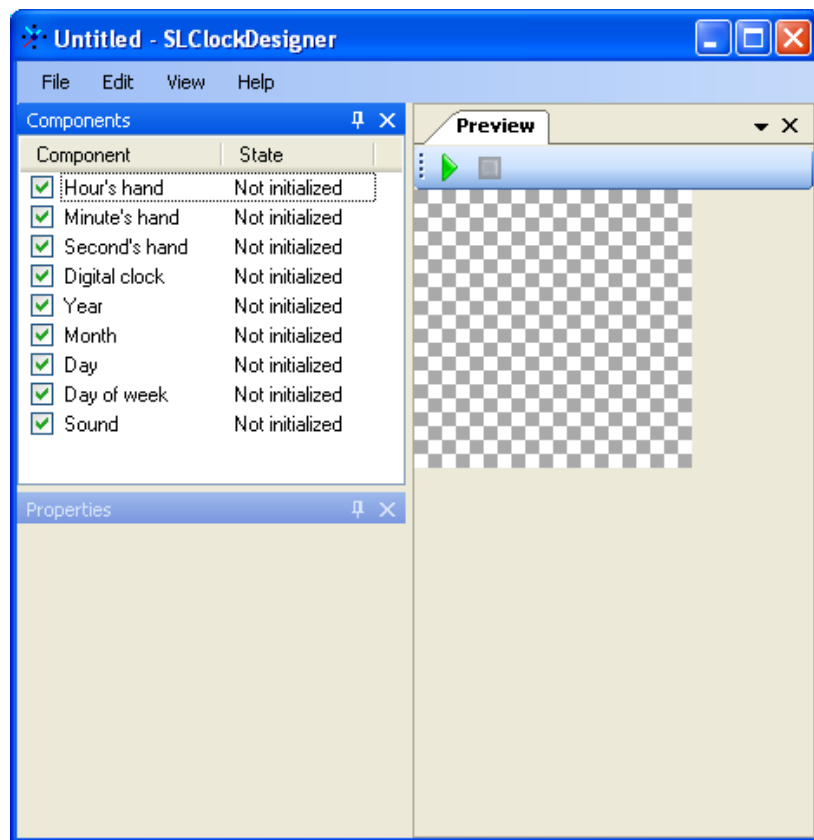 Untitled - SLClockDesigner
File Edit View Help
Components
Component State
Hour's hand Not initialized
Minute's hand Not initialized
Second's hand Not initialized
Digital clock Not initialized
Year Not initialized
Month Not initialized
Day Not initialized
Day of week Not initialized
Sound Not initialized
Properties
Preview